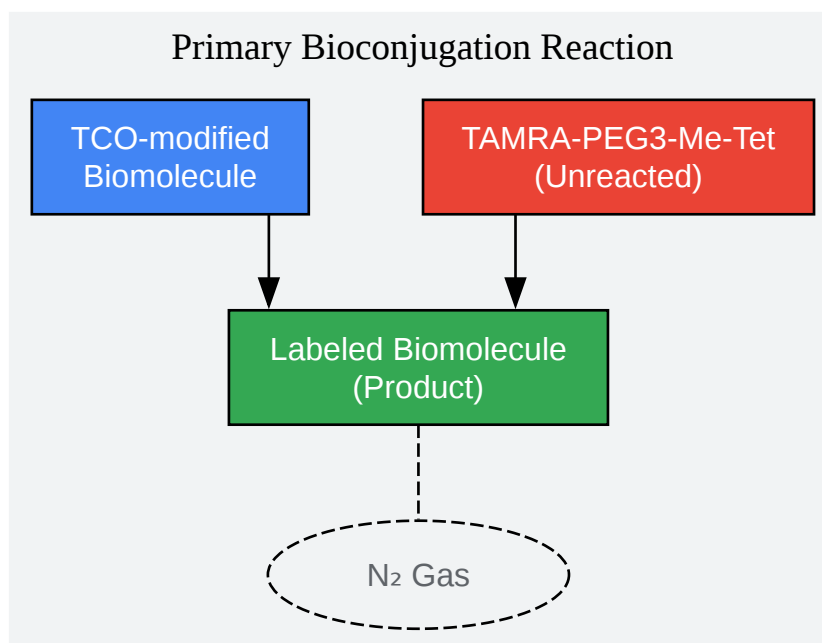 Primary Bioconjugation Reaction
TCO-modified
Biomolecule
TAMRA-PEG3-Me-Tet
(Unreacted)
Labeled Biomolecule
(Product)
N₂ Gas